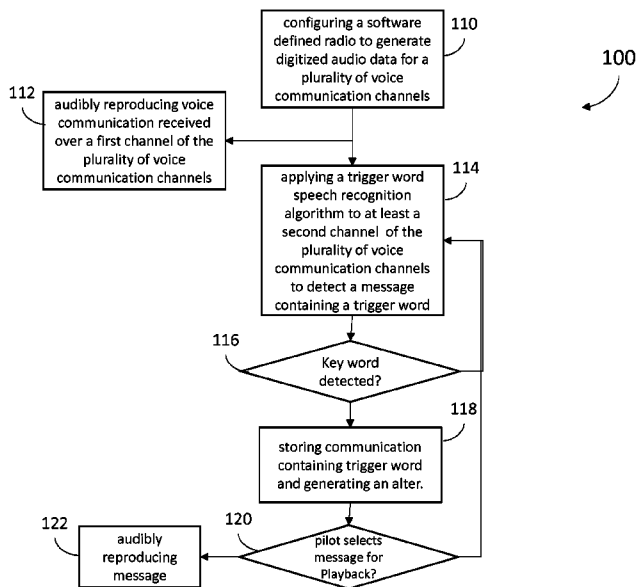 110
configuring a software
defined radio to generate
digitized audio data for a
plurality of voice
communication channels
100
112
audibly reproducing voice
communication received
over a first channel of the
plurality of voice
communication channels
114
applying a trigger word
speech recognition
algorithm to at least a
second channel of the
plurality of voice
communication channels
to detect a message
containing a trigger word
116
Key word
detected?
118
storing communication
containing trigger word
and generating an alter.
120
pilot selects
message for
Playback?
122
audibly
reproducing
message